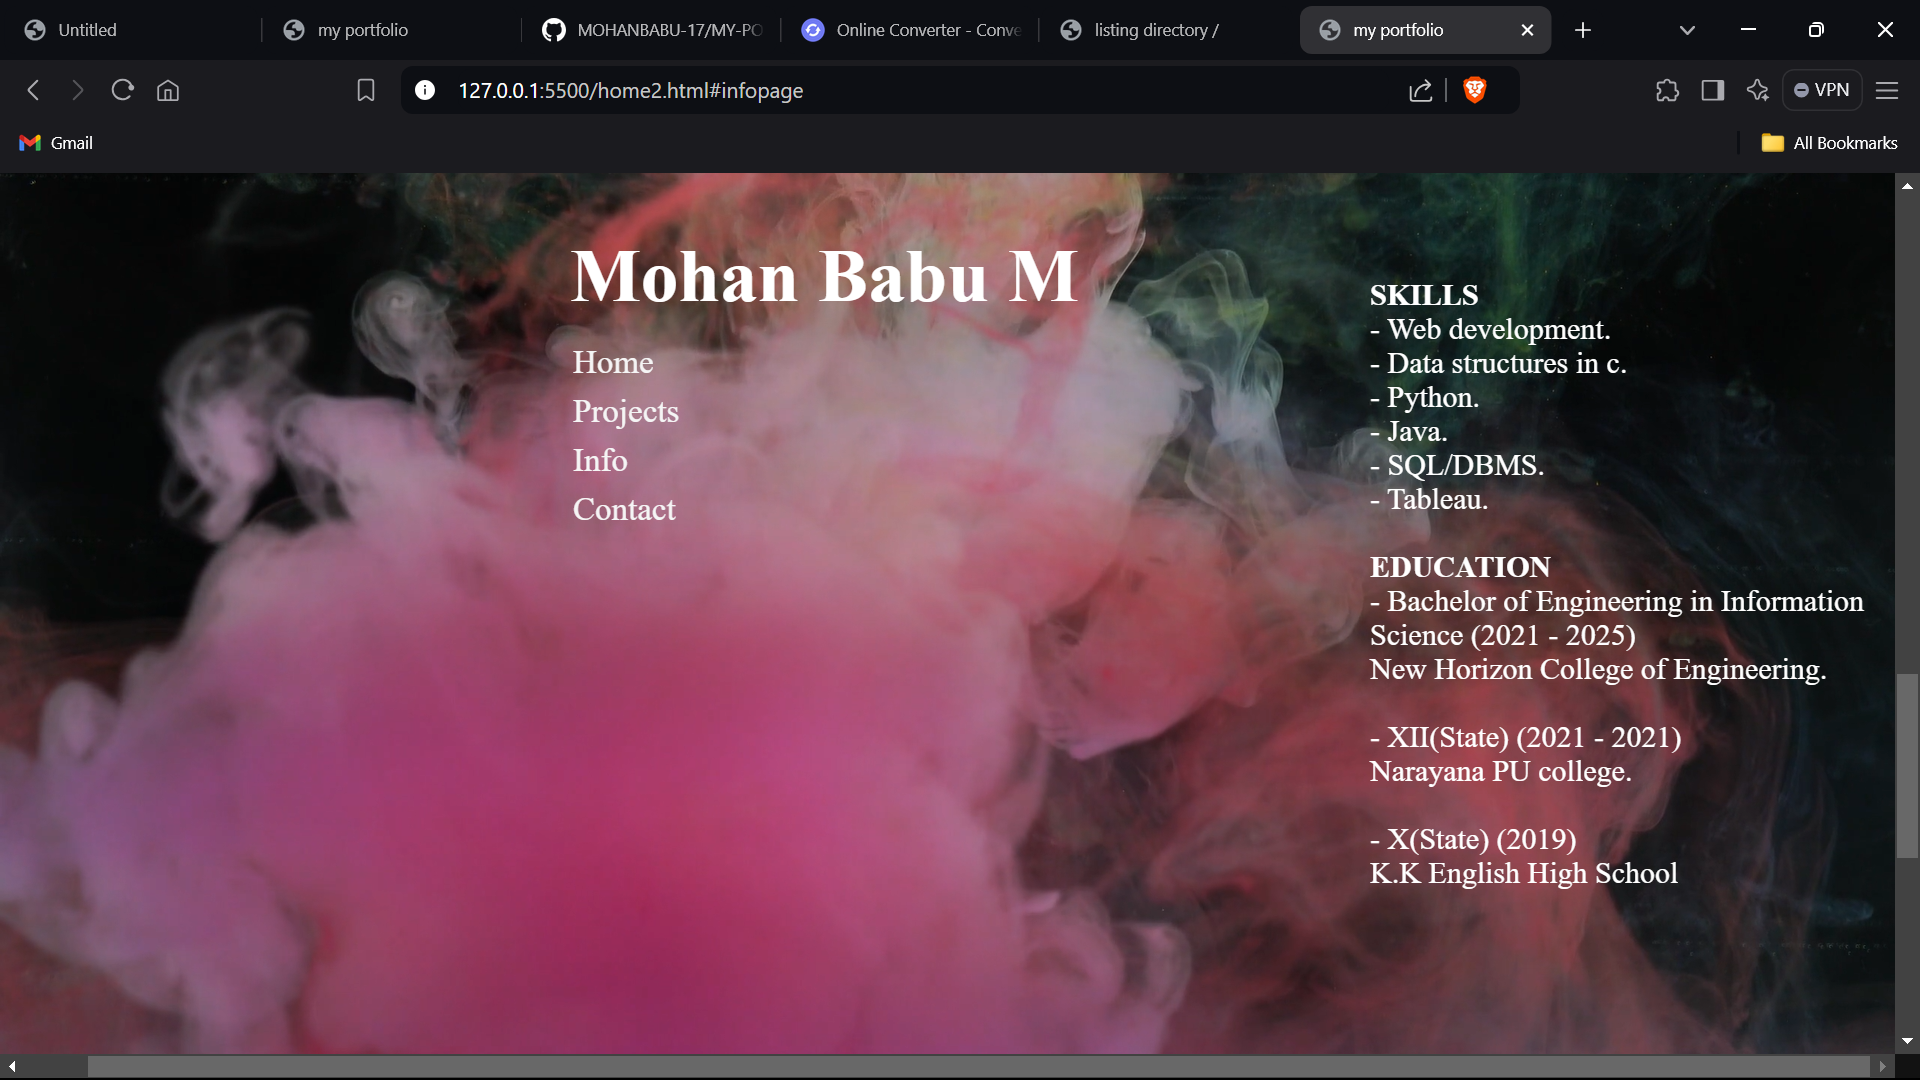 Untitled
my portfolio
MOHANBABU-17/MY-PO
Online Converter - Conve
listing directory /
my portfolio
127.0.0.1:5500/home2.html#infopage
VPN
Gmail
All Bookmarks
Mohan Babu M
Home
Projects
Info
Contact
SKILLS
- Web development.
- Data structures in c.
- Python.
- Java.
- SQL/DBMS.
- Tableau.
EDUCATION
- Bachelor of Engineering in Information
Science (2021 - 2025)
New Horizon College of Engineering.
- XII(State) (2021 - 2021)
Narayana PU college.
- X(State) (2019)
K.K English High School